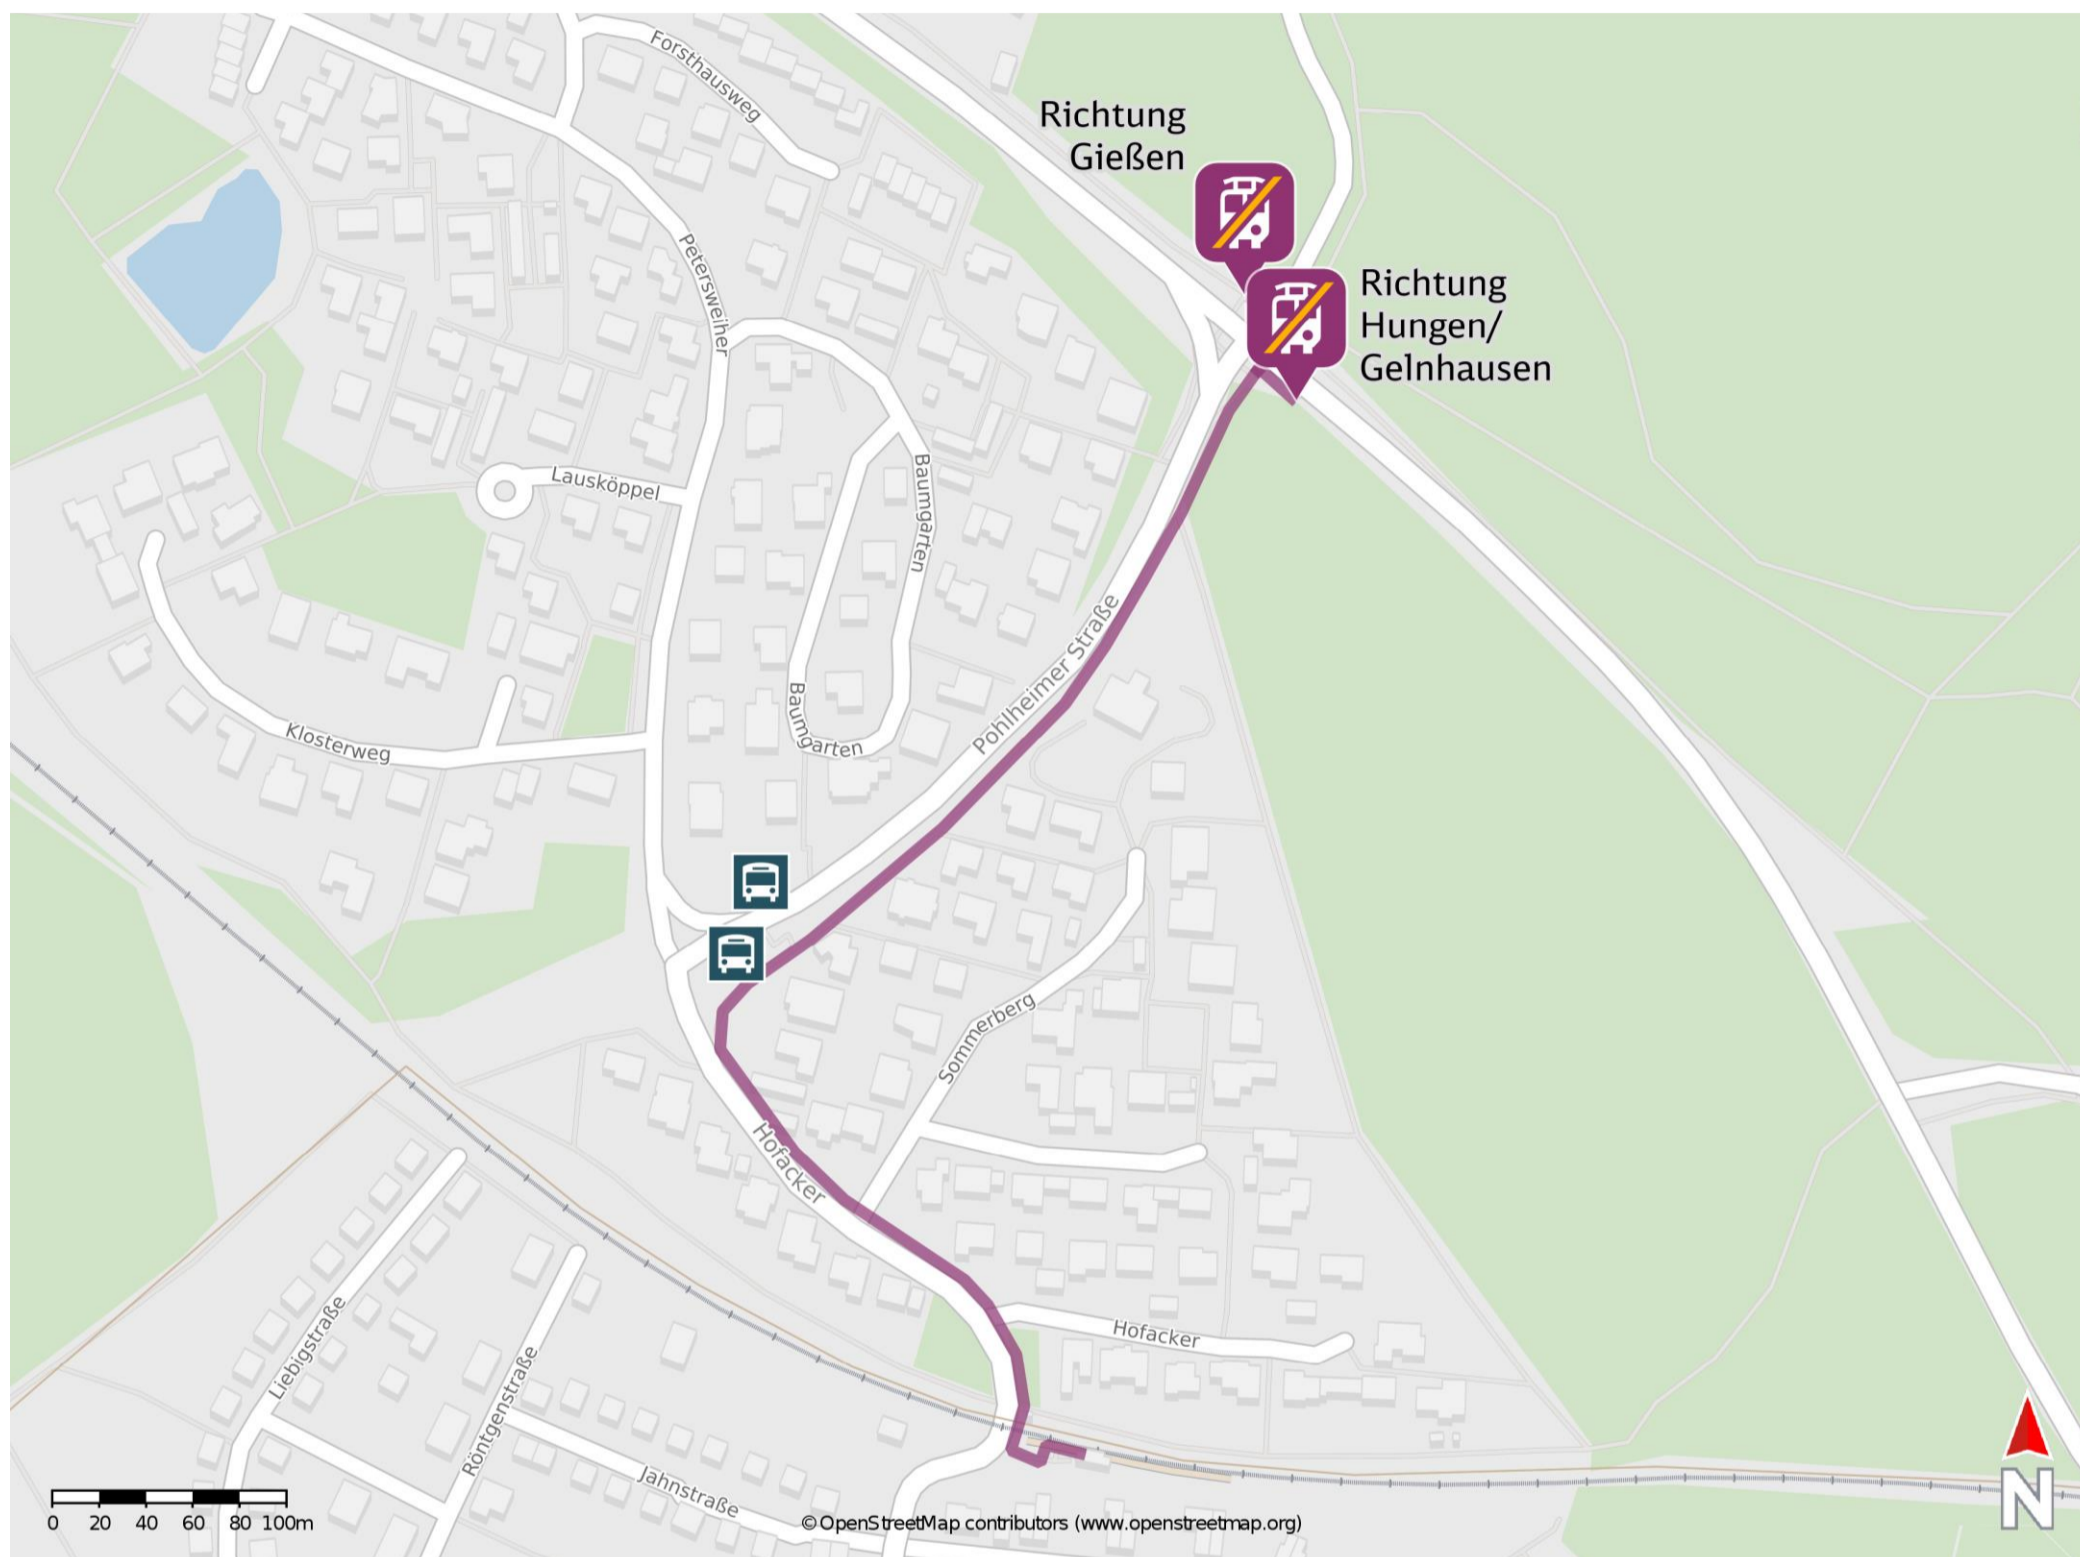 Forsthausweg
Richtung
Gießen
Petersweiher
Richtung
Hungen/
Gelnhausen
Lausköppel
Baumgarten
Pohlheimer Straße
Baumgarten
Klosterweg
Sommerberg
Hofacker
Hofacker
Liebigstraße
Röntgenstraße
Jahnstraße
N
0 20 40 60 80 100m
©OpenStreetMap contributors (www.openstreetmap.org)